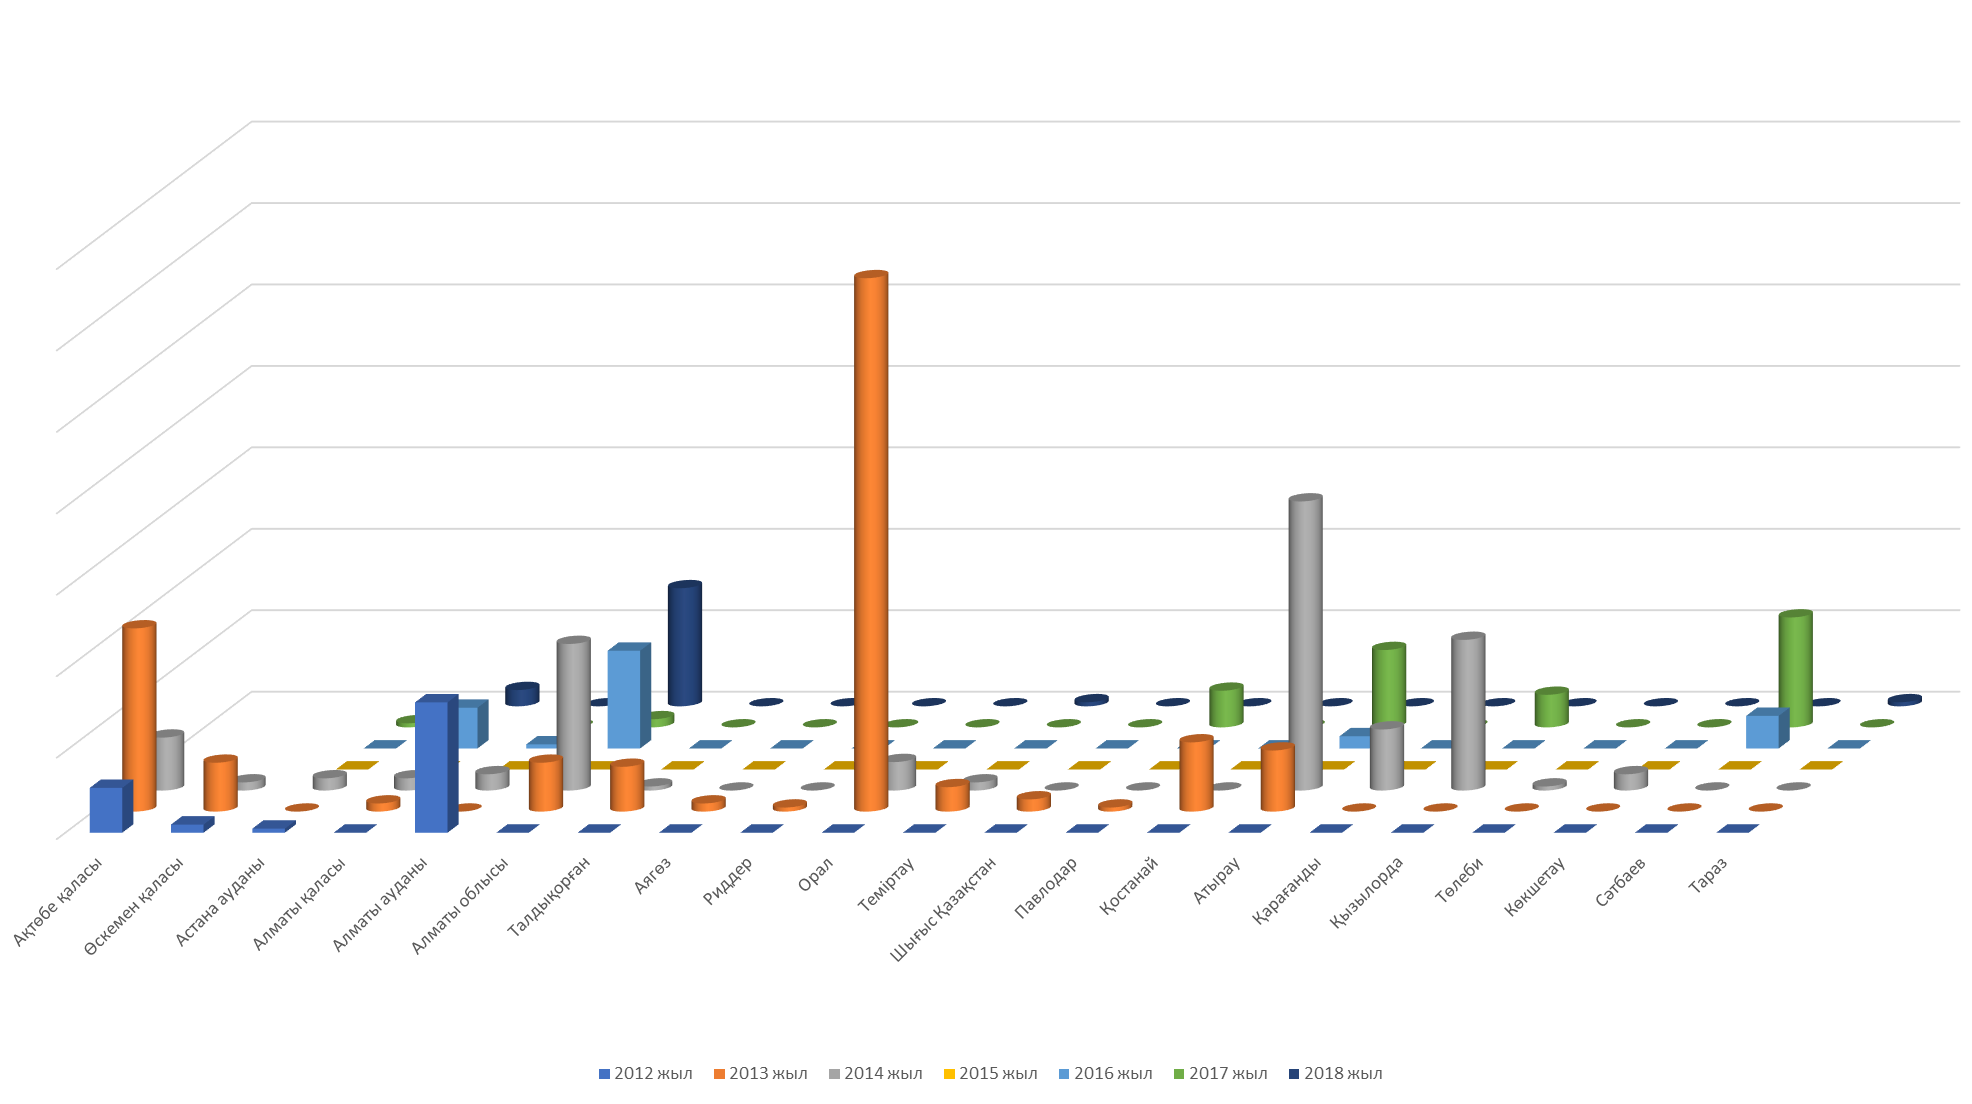 Ақтөбе қаласы
Өскемен қаласы
Астана ауданы
Алматы қаласы
Алматы ауданы
Алматы облысы
Талдықорған
Аягөз
Риддер
Орал
Теміртау
Шығыс Қазақстан
Павлодар
Қостанай
Атырау
Қарағанды
Қызылорда
Төлеби
Көкшетау
Сәтбаев
Тараз
2012 жыл 2013 жыл 2014 жыл 2015 жыл 2016 жыл 2017 жыл 2018 жыл